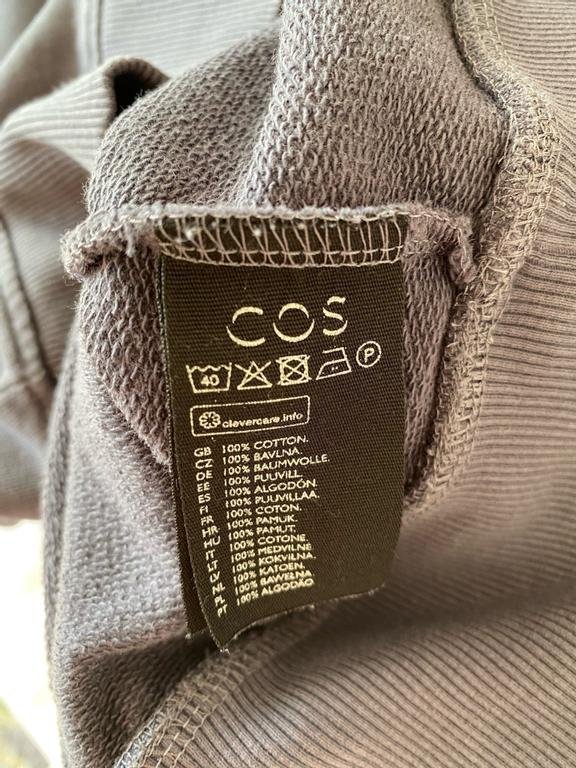 COS
40 P
clevercare.info
GB 100% COTTON.
CZ 100% BAVLNA.
DE 100% BAUMWOLLE.
EE 100% PUUVILL.
ES 100% ALGODÓN.
FI 100% PUUVILLAA.
FR 100% COTON.
HR 100% PAMUK.
HU 100% PAMUT.
IT 100% COTONE.
LT 100% MEDVILNE.
LV 100% KOKVILNA.
NL 100% KATOEN.
PL 100% BAWEŁNA
PT 100% ALGODÃO